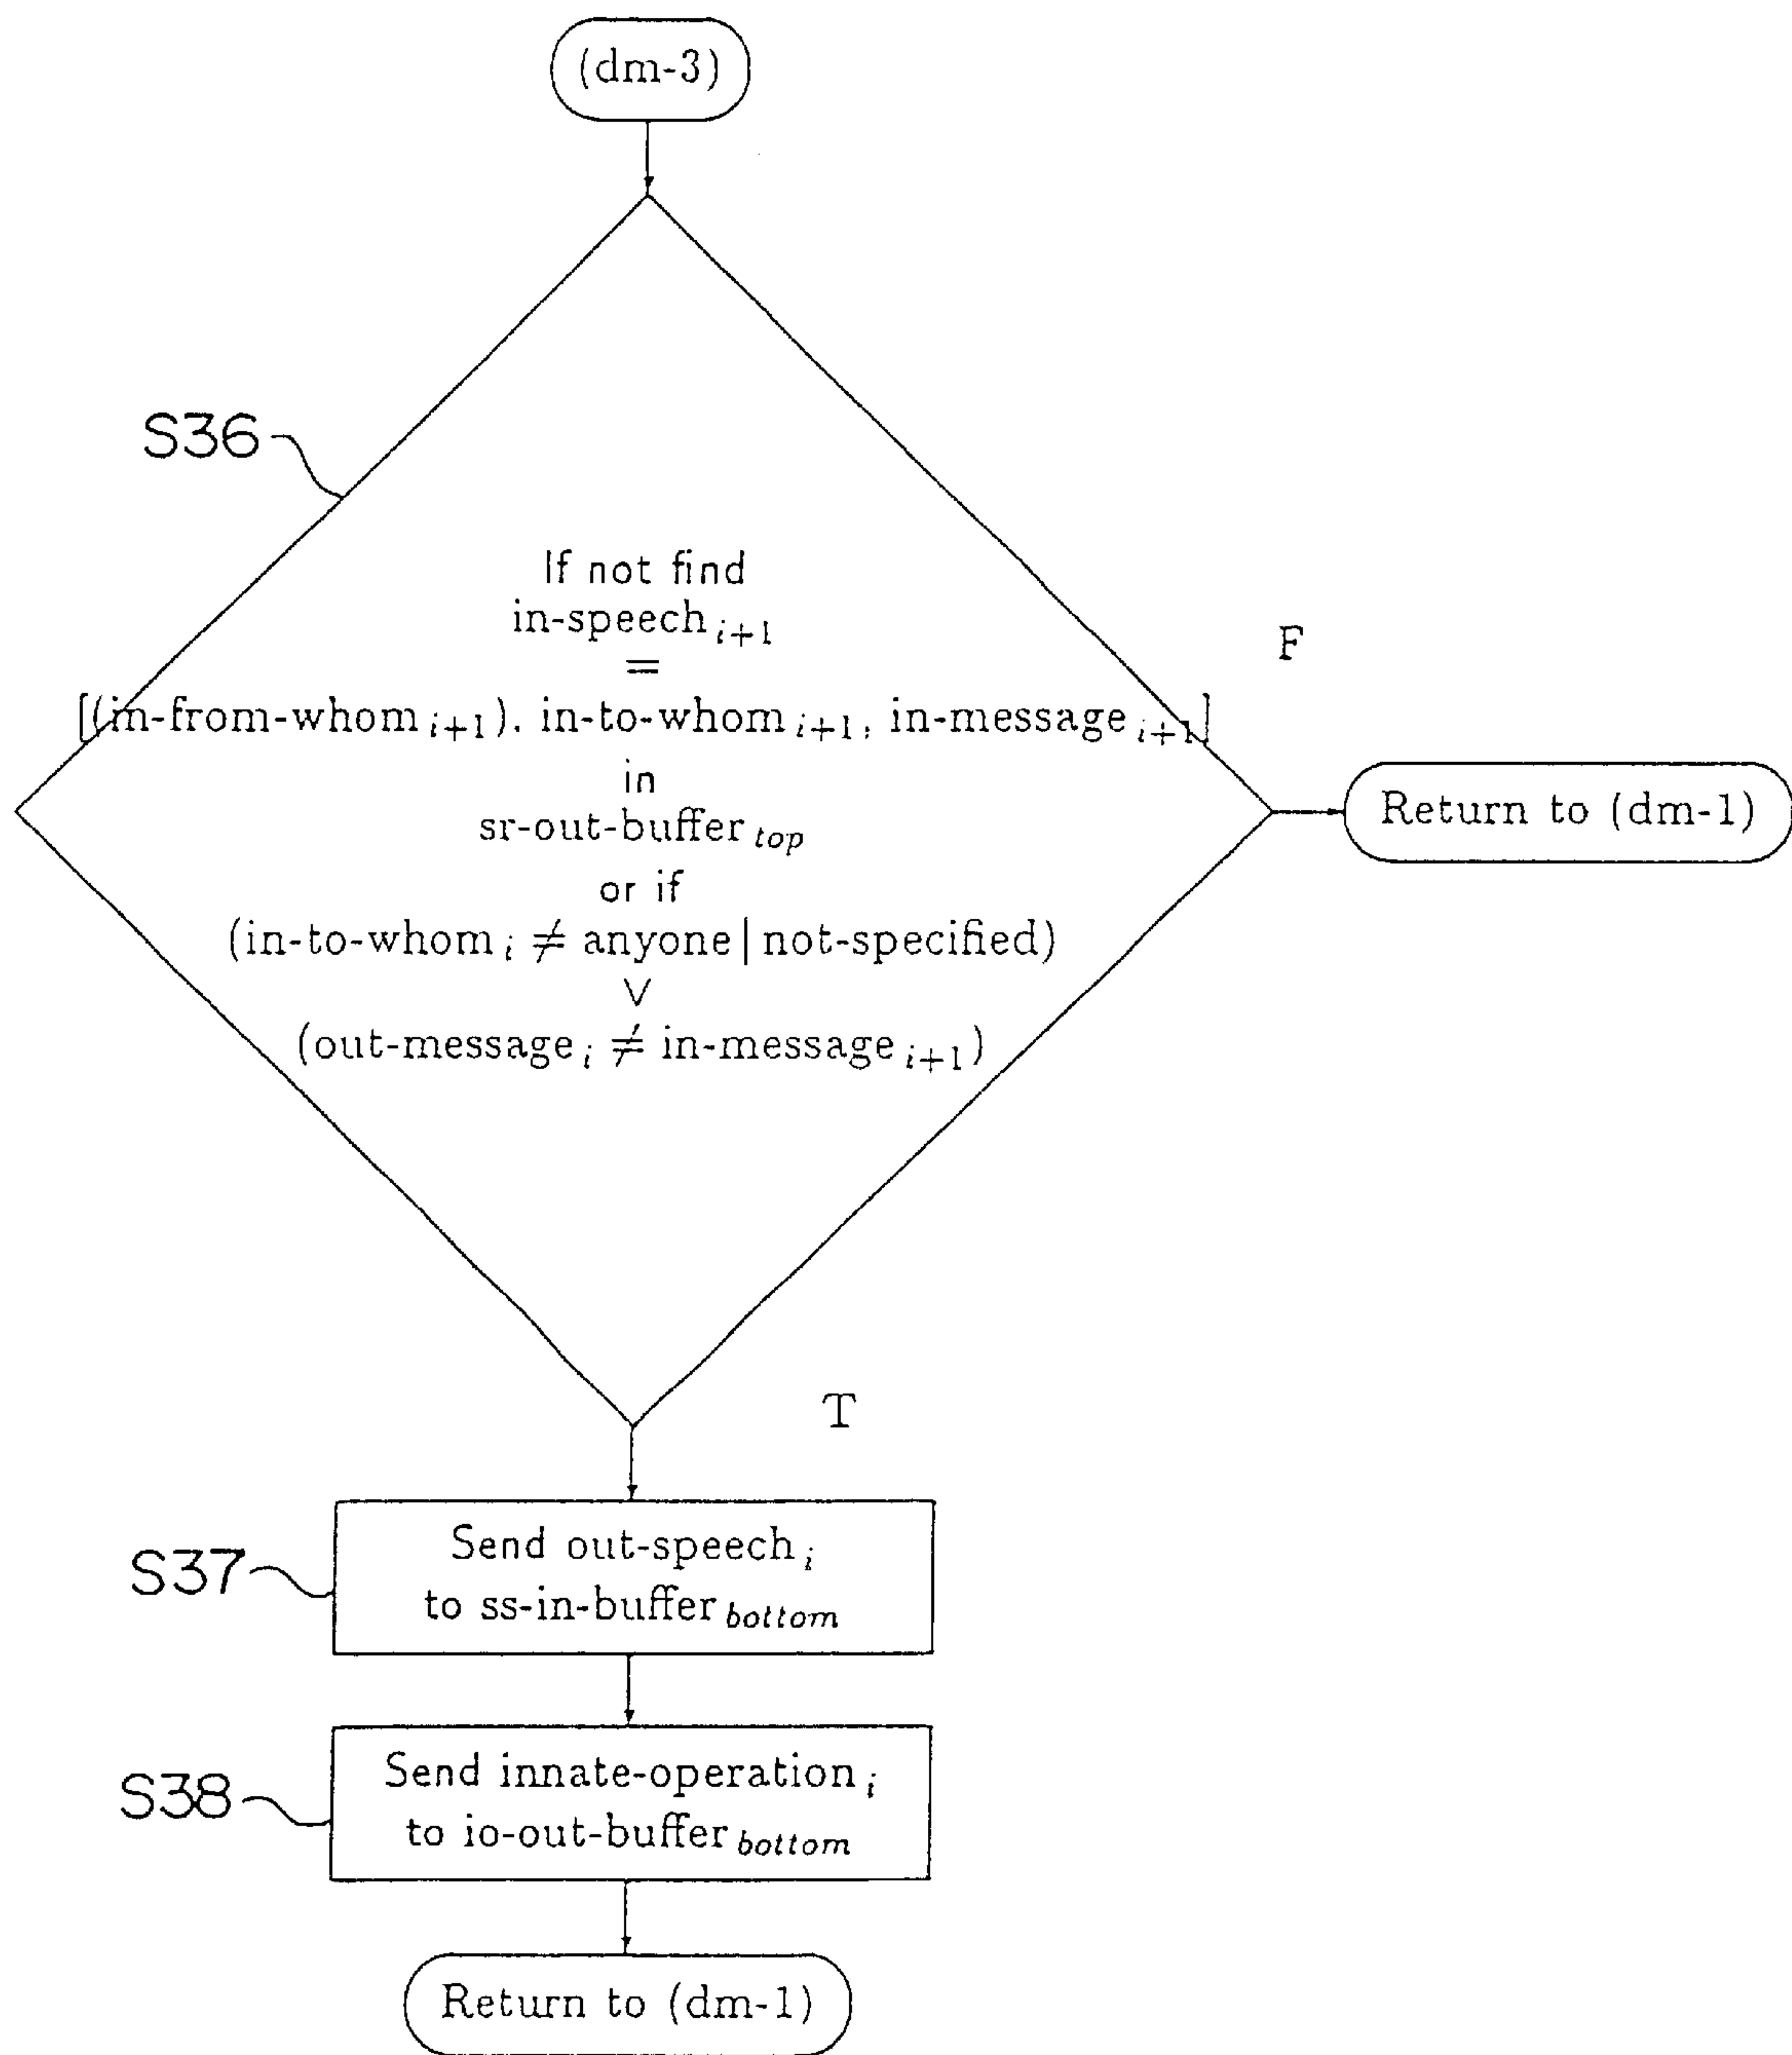 (dm-3)
S36
If not find
in-speech i+1
=
[(in-from-whom i+1), in-to-whom i+1, in-message i+1]
in
sr-out-buffer top
or if
(in-to-whom i ≠ anyone | not-specified)
∨
(out-message i ≠ in-message i+1)
F
Return to (dm-1)
T
S37
Send out-speech i
to ss-in-buffer bottom
S38
Send innate-operation i
to io-out-buffer bottom
Return to (dm-1)